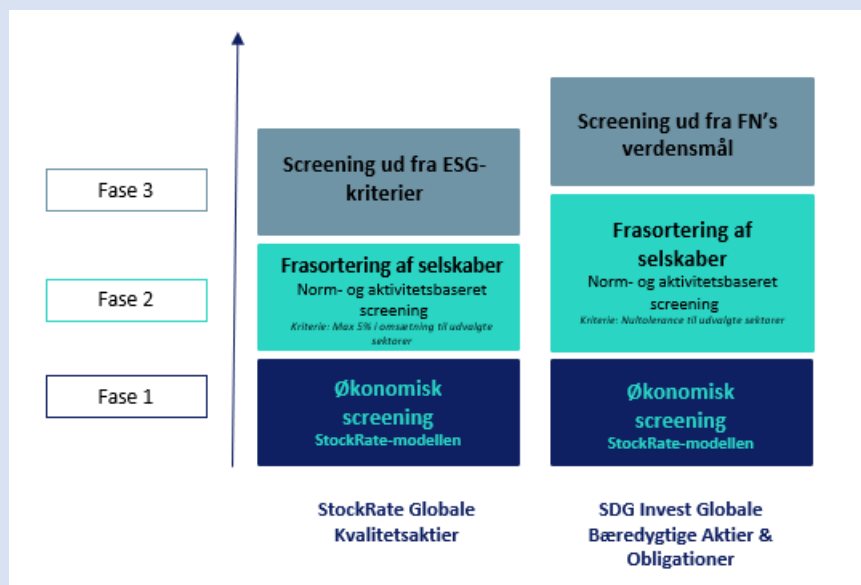 Fase 3
Fase 2
Fase 1
Screening ud fra ESG-
kriterier
Frasortering af selskaber
Norm- og aktivitetsbaseret
screening
Kriterie: Max 5% i omsætning til udvalgte
sektorer
Økonomisk
screening
StockRate-modellen
StockRate Globale
Kvalitetsaktier
Screening ud fra FN's
verdensmål
Frasortering af
selskaber
Norm- og aktivitetsbaseret
screening
Kriterie: Nultolerance til udvalgte sektorer
Økonomisk
screening
StockRate-modellen
SDG Invest Globale
Bæredygtige Aktier &
Obligationer